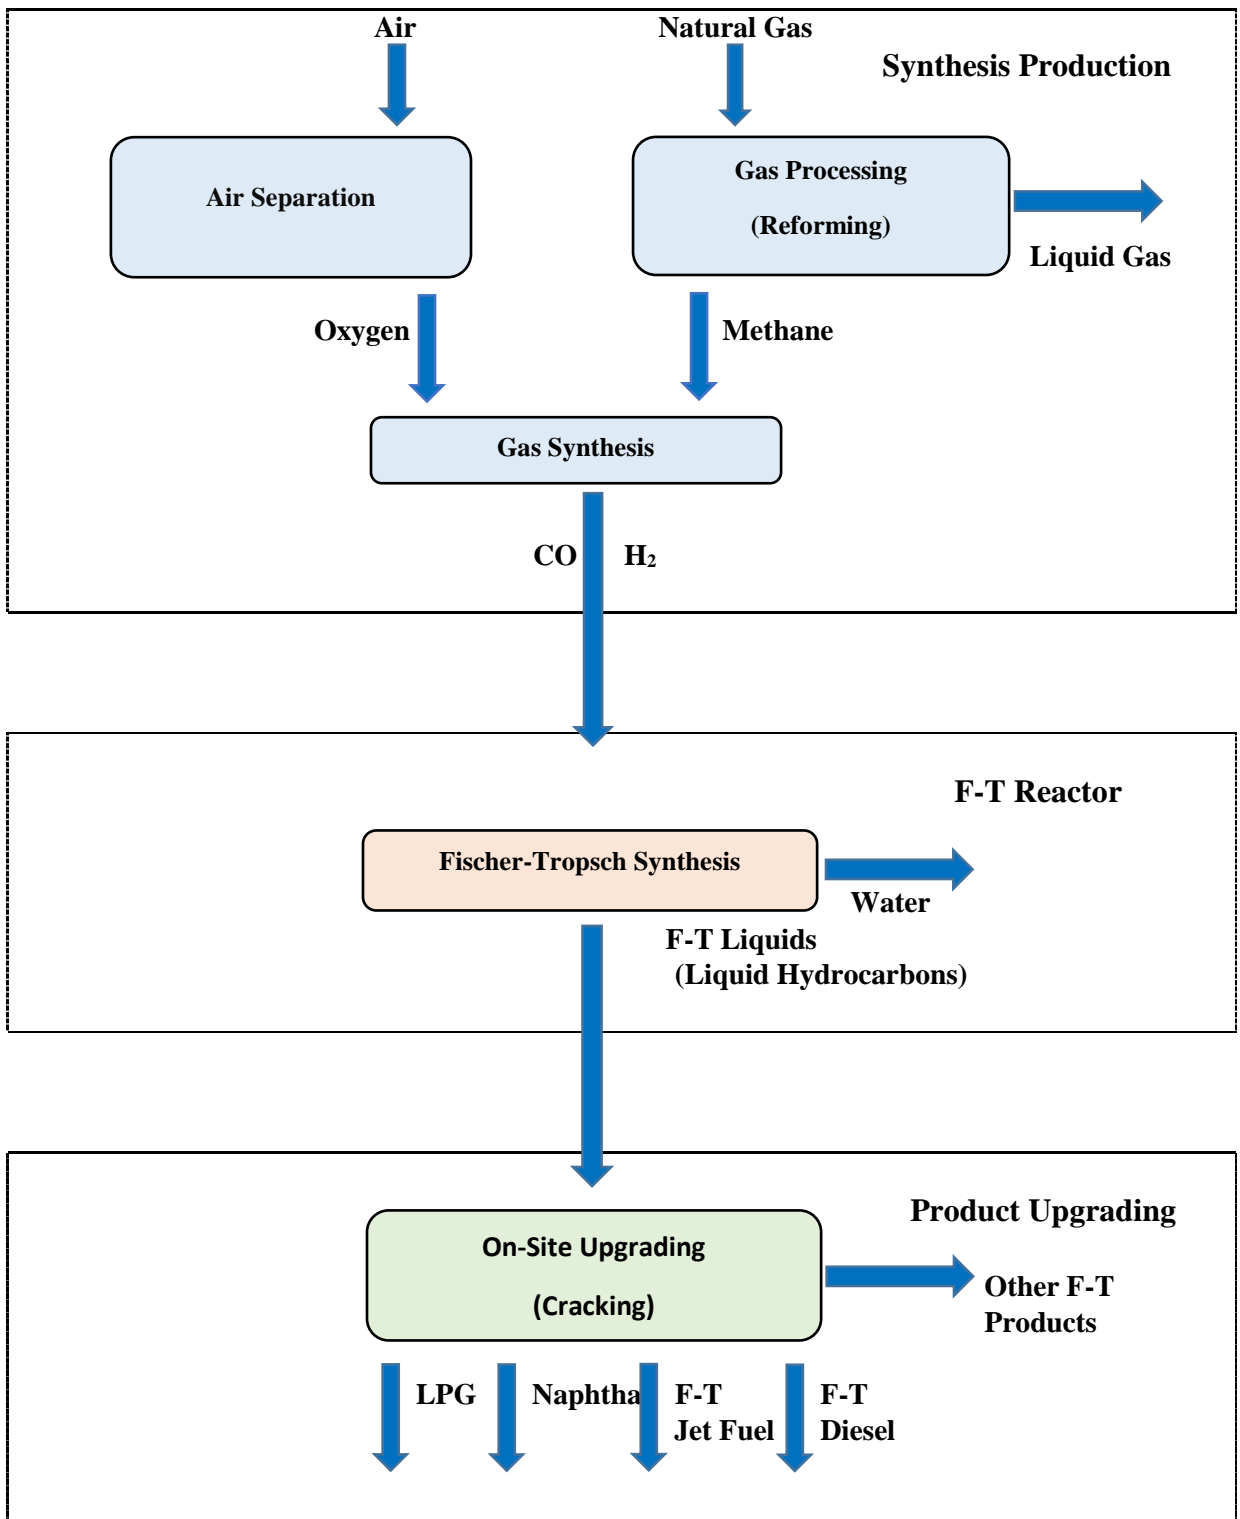 Air
Natural Gas
Synthesis Production
Air Separation
Gas Processing
(Reforming)
Liquid Gas
Oxygen
Methane
Gas Synthesis
CO
H₂
F-T Reactor
Fischer-Tropsch Synthesis
Water
F-T Liquids
(Liquid Hydrocarbons)
Product Upgrading
On-Site Upgrading
(Cracking)
Other F-T
Products
LPG
Naphtha
F-T
Jet Fuel
F-T
Diesel